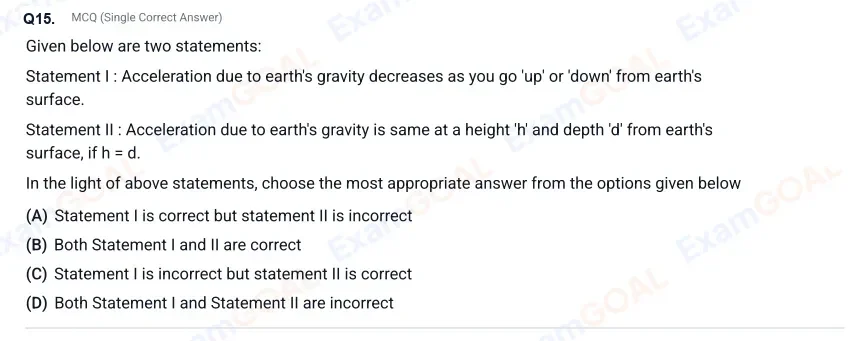 Q15. MCQ (Single Correct Answer)
Given below are two statements:
Statement I : Acceleration due to earth's gravity decreases as you go 'up' or 'down' from earth's
surface.
Statement II : Acceleration due to earth's gravity is same at a height 'h' and depth 'd' from earth's
surface, if h = d.
In the light of above statements, choose the most appropriate answer from the options given below
(A) Statement I is correct but statement II is incorrect
(B) Both Statement I and II are correct
(C) Statement I is incorrect but statement II is correct
(D) Both Statement I and Statement II are incorrect